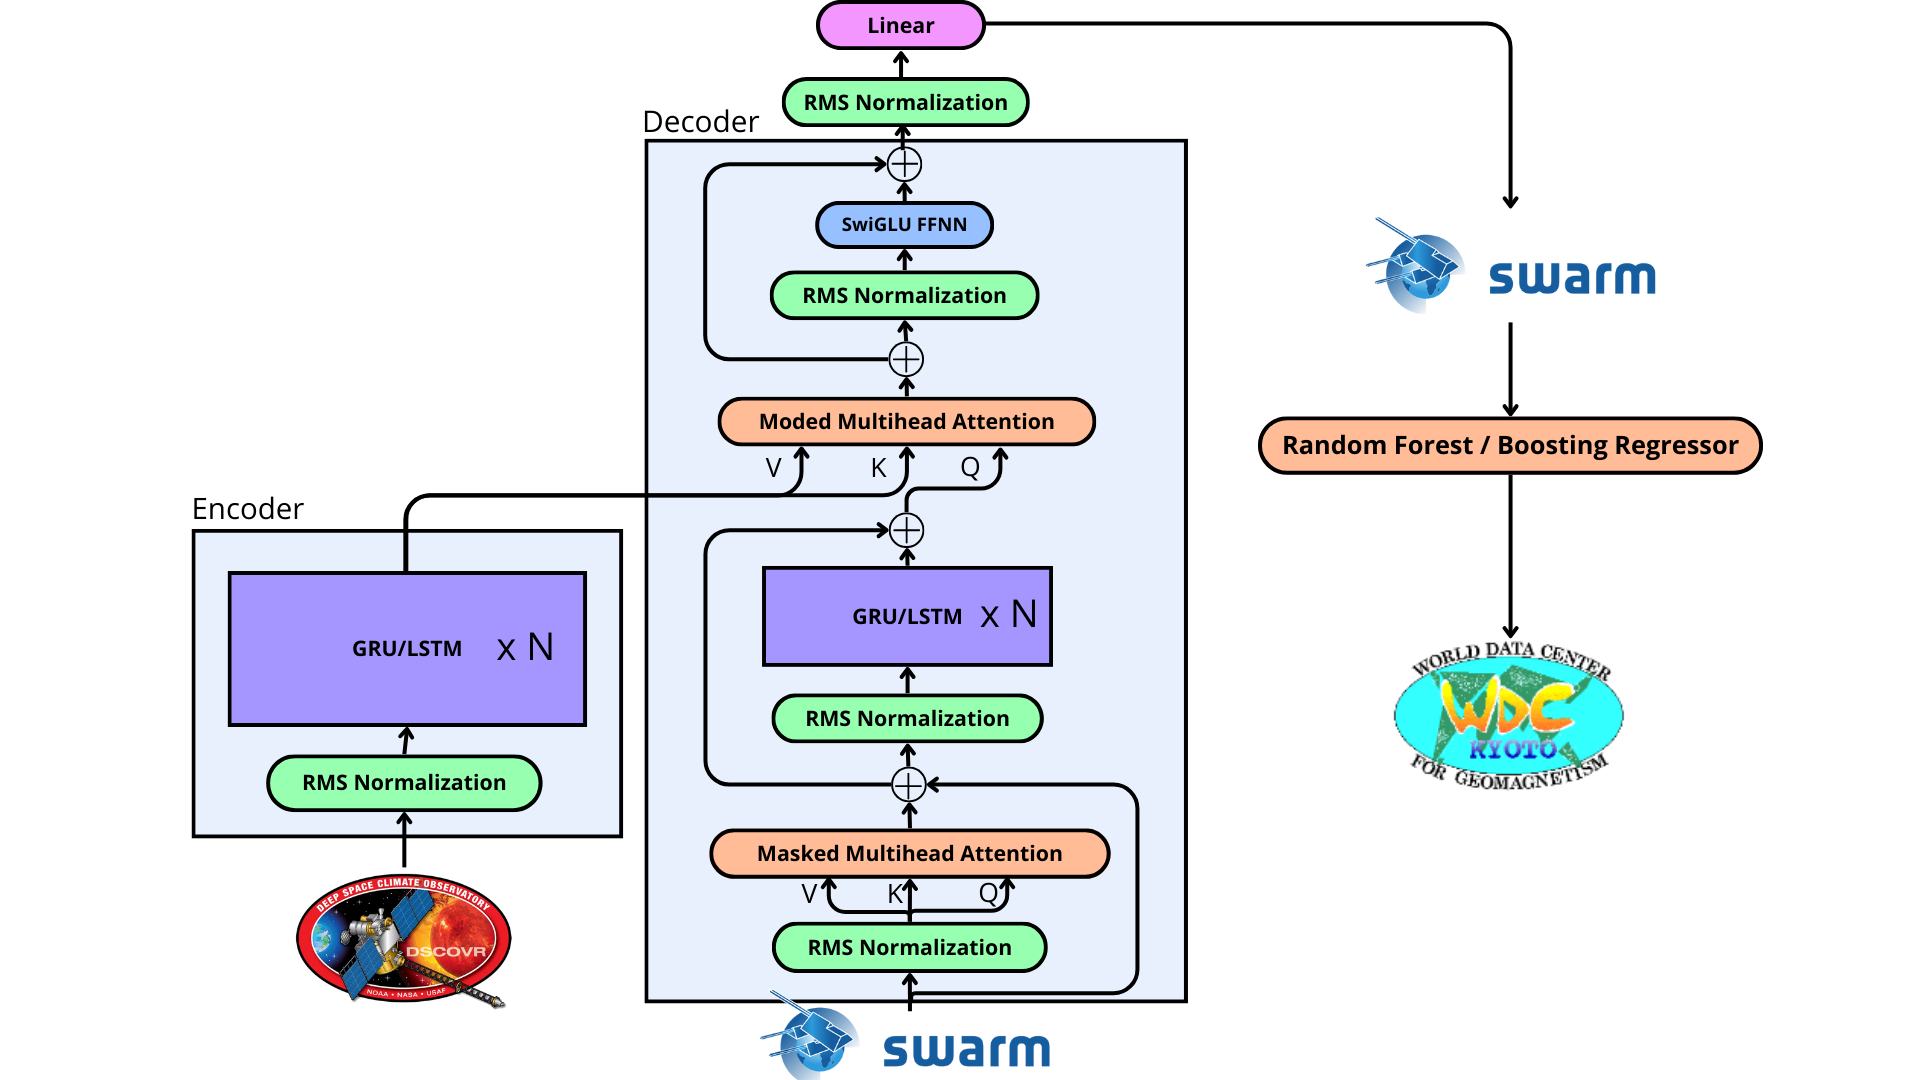 Linear
RMS Normalization
Decoder
SwiGLU FFNN
RMS Normalization
swarm
Moded Multihead Attention
Random Forest / Boosting Regressor
V
K
Q
Encoder
GRU/LSTM x N
GRU/LSTM x N
WORLD DATA CENTER
WDC
KYOTO
FOR GEOMAGNETISM
RMS Normalization
RMS Normalization
Masked Multihead Attention
V
K
Q
DEEP SPACE CLIMATE OBSERVATORY
DSCOVR
NOAA • NASA • USAF
RMS Normalization
swarm